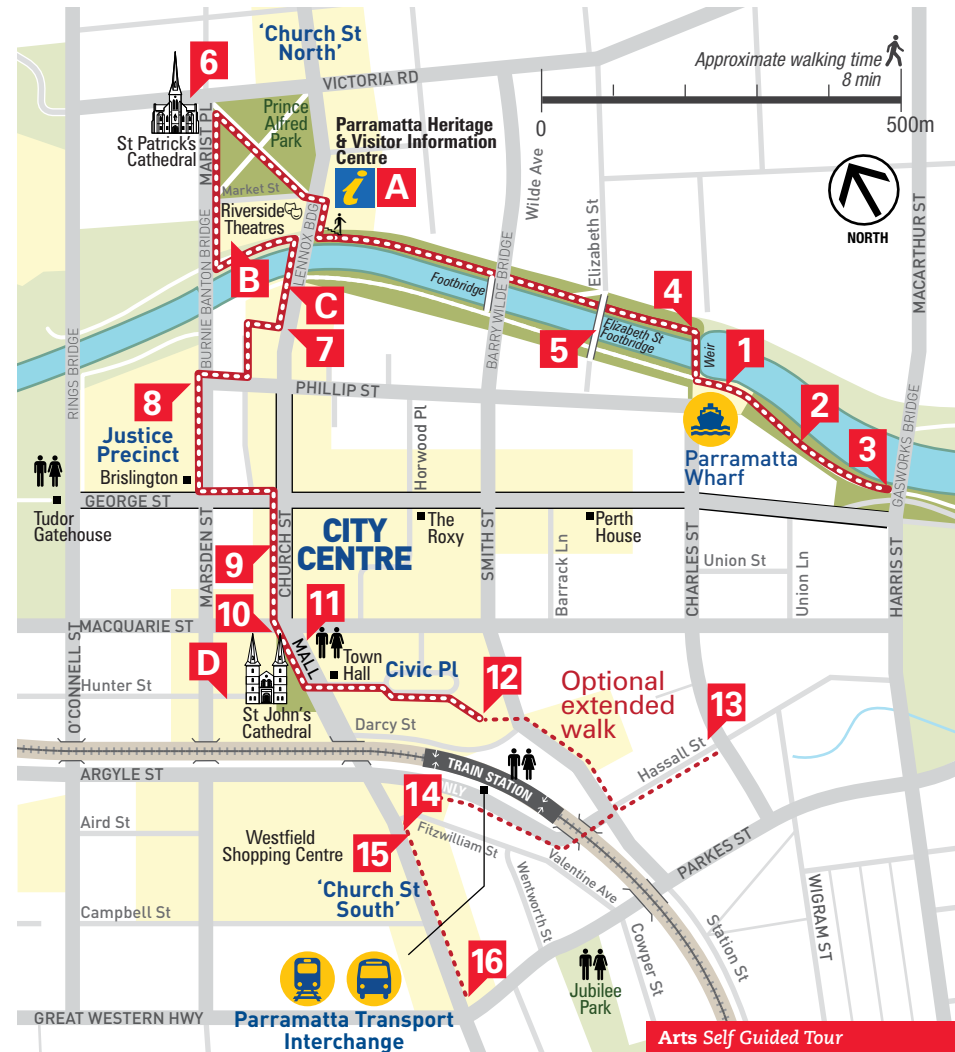 'Church St
North'
Approximate walking time
8 min
0
500m
6
VICTORIA RD
St Patrick's
Cathedral
MARIST PL
Prince
Alfred
Park
Parramatta Heritage
& Visitor Information
Centre
i
A
Wilde Ave
Elizabeth St
NORTH
MACARTHUR ST
Market St
Riverside
Theatres
LENNOX BDG
B
BURNIE BANTON BRIDGE
C
7
Footbridge
BARRY WILDE BRIDGE
4
5
Elizabeth St
Footbridge
Weir
1
2
3
GASWORKS BRIDGE
RINGS BRIDGE
8
PHILLIP ST
Justice
Precinct
Brislington
Horwood Pl
Parramatta
Wharf
GEORGE ST
Tudor
Gatehouse
MARSDEN ST
CHURCH ST
CITY
CENTRE
The
Roxy
SMITH ST
Perth
House
Barrack Ln
CHARLES ST
Union St
Union Ln
HARRIS ST
9
10
MACQUARIE ST
O'CONNELL ST
11
MALL
Town
Hall
Civic Pl
12
Optional
extended
walk
13
D
Hunter St
St John's
Cathedral
Darcy St
Hassall St
ARGYLE ST
TRAIN STATION
NLY
14
Aird St
Westfield
Shopping Centre
15
Fitzwilliam St
Valentine Ave
PARKES ST
'Church St
South'
Wentworth St
Campbell St
Cowper St
Station St
WIGRAM ST
16
Jubilee
Park
GREAT WESTERN HWY
Parramatta Transport
Interchange
Arts Self Guided Tour